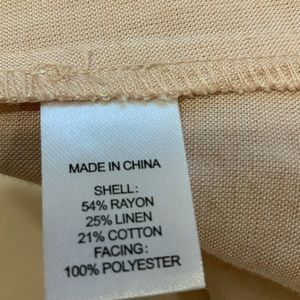 MADE IN CHINA
SHELL:
54% RAYON
25% LINEN
21% COTTON
FACING:
100% POLYESTER